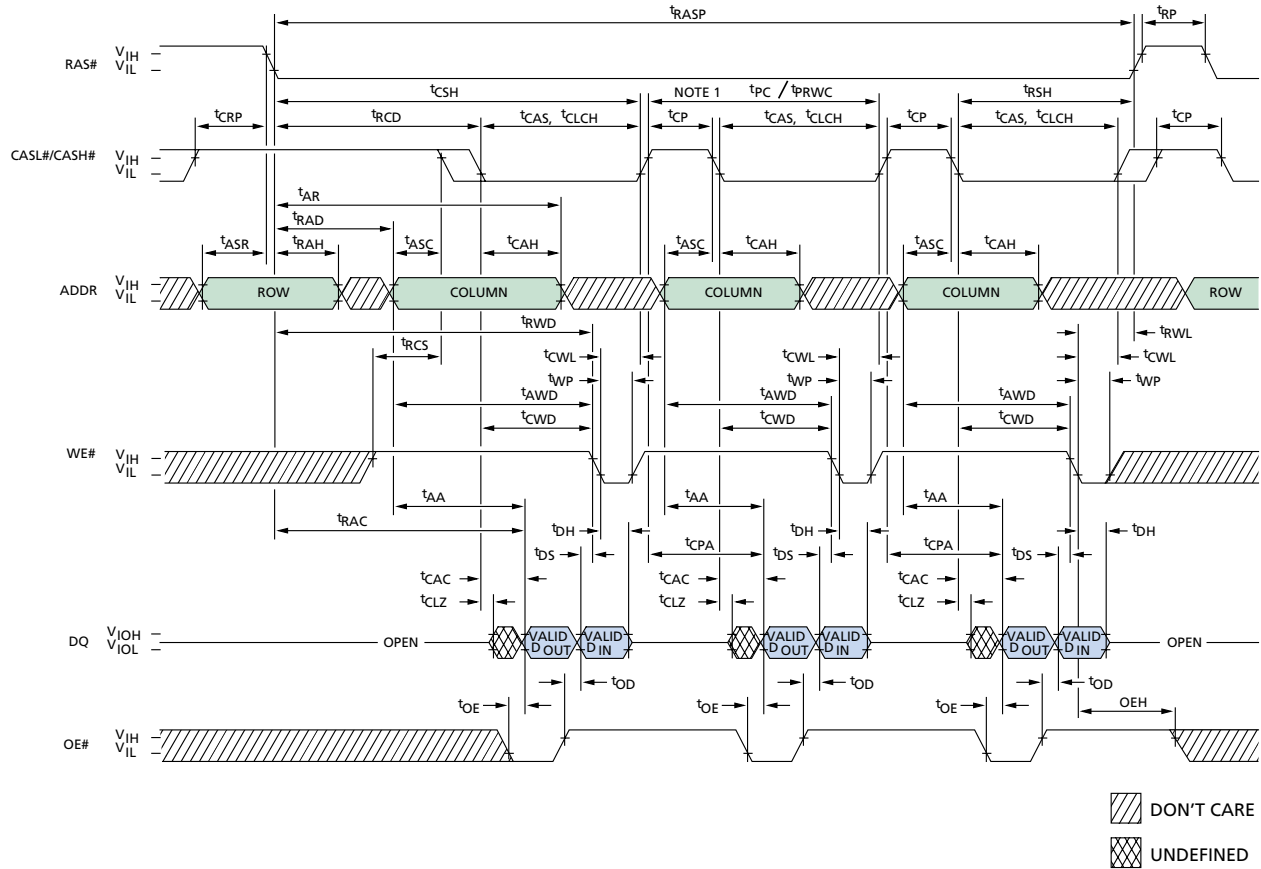 tRASP tRP
RAS# VIH
VIL
tCSH NOTE 1 tPC / tPRWC tRSH
tCRP tRCD tCAS, tCLCH tCP tCAS, tCLCH tCP tCAS, tCLCH tCP
CASL#/CASH# VIH
VIL
tAR
tRAD
tASR tRAH tASC tCAH tASC tCAH tASC tCAH
ADDR VIH
VIL
ROW COLUMN COLUMN COLUMN ROW
tRWD tRWL
tRCS tCWL tCWL tCWL
tWP tWP tWP
tAWD tAWD tAWD
tCWD tCWD tCWD
WE# VIH
VIL
tAA tAA tAA
tRAC tDH tDH tDH
tCPA tCPA
tDS tDS tDS
tCAC tCAC tCAC
tCLZ tCLZ tCLZ
DQ VIOH
VIOL
OPEN VALID DOUT VALID DIN VALID DOUT VALID DIN VALID DOUT VALID DIN OPEN
tOD tOD tOD
tOE tOE tOE OEH
OE# VIH
VIL
DON'T CARE
UNDEFINED